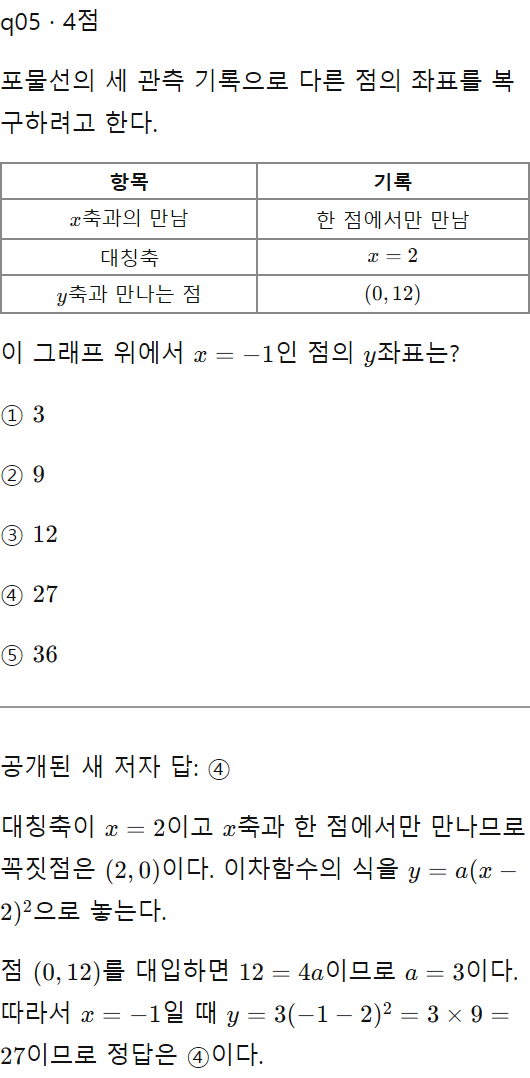 q05 · 4점
포물선의 세 관측 기록으로 다른 점의 좌표를 복
구하려고 한다.
항목 기록
x축과의 만남 한 점에서만 만남
대칭축 x = 2
y축과 만나는 점 (0, 12)
이 그래프 위에서 x = −1인 점의 y좌표는?
① 3
② 9
③ 12
④ 27
⑤ 36
공개된 새 저자 답: ④
대칭축이 x = 2이고 x축과 한 점에서만 만나므로
꼭짓점은 (2, 0)이다. 이차함수의 식을 y = a(x −
2)²으로 놓는다.
점 (0, 12)를 대입하면 12 = 4a이므로 a = 3이다.
따라서 x = −1일 때 y = 3(−1 − 2)² = 3 × 9 =
27이므로 정답은 ④이다.